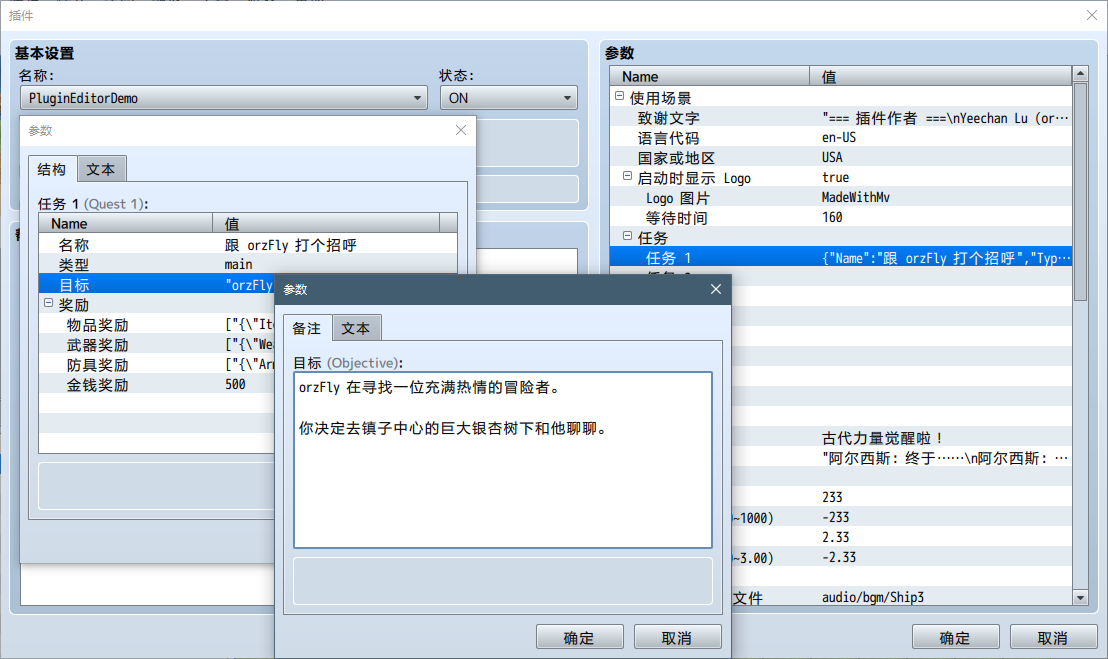 插件
基本设置
名称:
状态:
PluginEditorDemo
ON
参数
Name 值
使用场景
致谢文字 "=== 插件作者 ===\nYeechan Lu (or…
语言代码 en-US
国家或地区 USA
启动时显示 Logo true
Logo 图片 MadeWithMv
等待时间 160
任务
任务 1 {"Name":"跟 orzFly 打个招呼","Typ…
古代力量觉醒啦！
"阿尔西斯: 终于……\n阿尔西斯: …
233
~1000) -233
2.33
~3.00) -2.33
文件 audio/bgm/Ship3
确定 取消
参数
结构 文本
任务 1 (Quest 1):
Name 值
名称 跟 orzFly 打个招呼
类型 main
目标 "orzFly
奖励
物品奖励 ["{\"Ite
武器奖励 ["{\"Wea
防具奖励 ["{\"Arm
金钱奖励 500
参数
备注 文本
目标 (Objective):
orzFly 在寻找一位充满热情的冒险者。
你决定去镇子中心的巨大银杏树下和他聊聊。
确定 取消